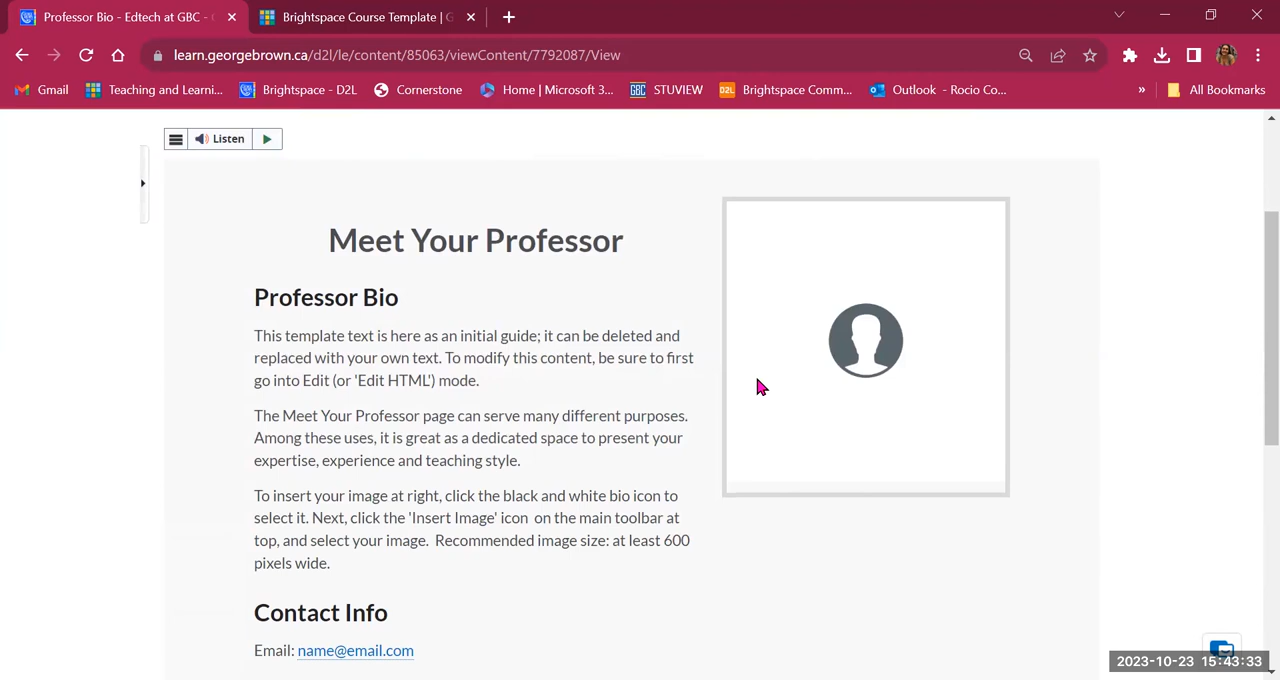 Professor Bio - Edtech at GBC -
Brightspace Course Template |
learn.georgebrown.ca/d2l/le/content/85063/viewContent/7792087/View
Gmail
Teaching and Learni...
Brightspace - D2L
Cornerstone
Home | Microsoft 3...
GBC STUVIEW
D2L Brightspace Comm...
Outlook - Rocio Co...
»
All Bookmarks
Listen
Meet Your Professor
Professor Bio
This template text is here as an initial guide; it can be deleted and
replaced with your own text. To modify this content, be sure to first
go into Edit (or 'Edit HTML') mode.
The Meet Your Professor page can serve many different purposes.
Among these uses, it is great as a dedicated space to present your
expertise, experience and teaching style.
To insert your image at right, click the black and white bio icon to
select it. Next, click the 'Insert Image' icon on the main toolbar at
top, and select your image. Recommended image size: at least 600
pixels wide.
Contact Info
Email: name@email.com
2023-10-23 15:43:33